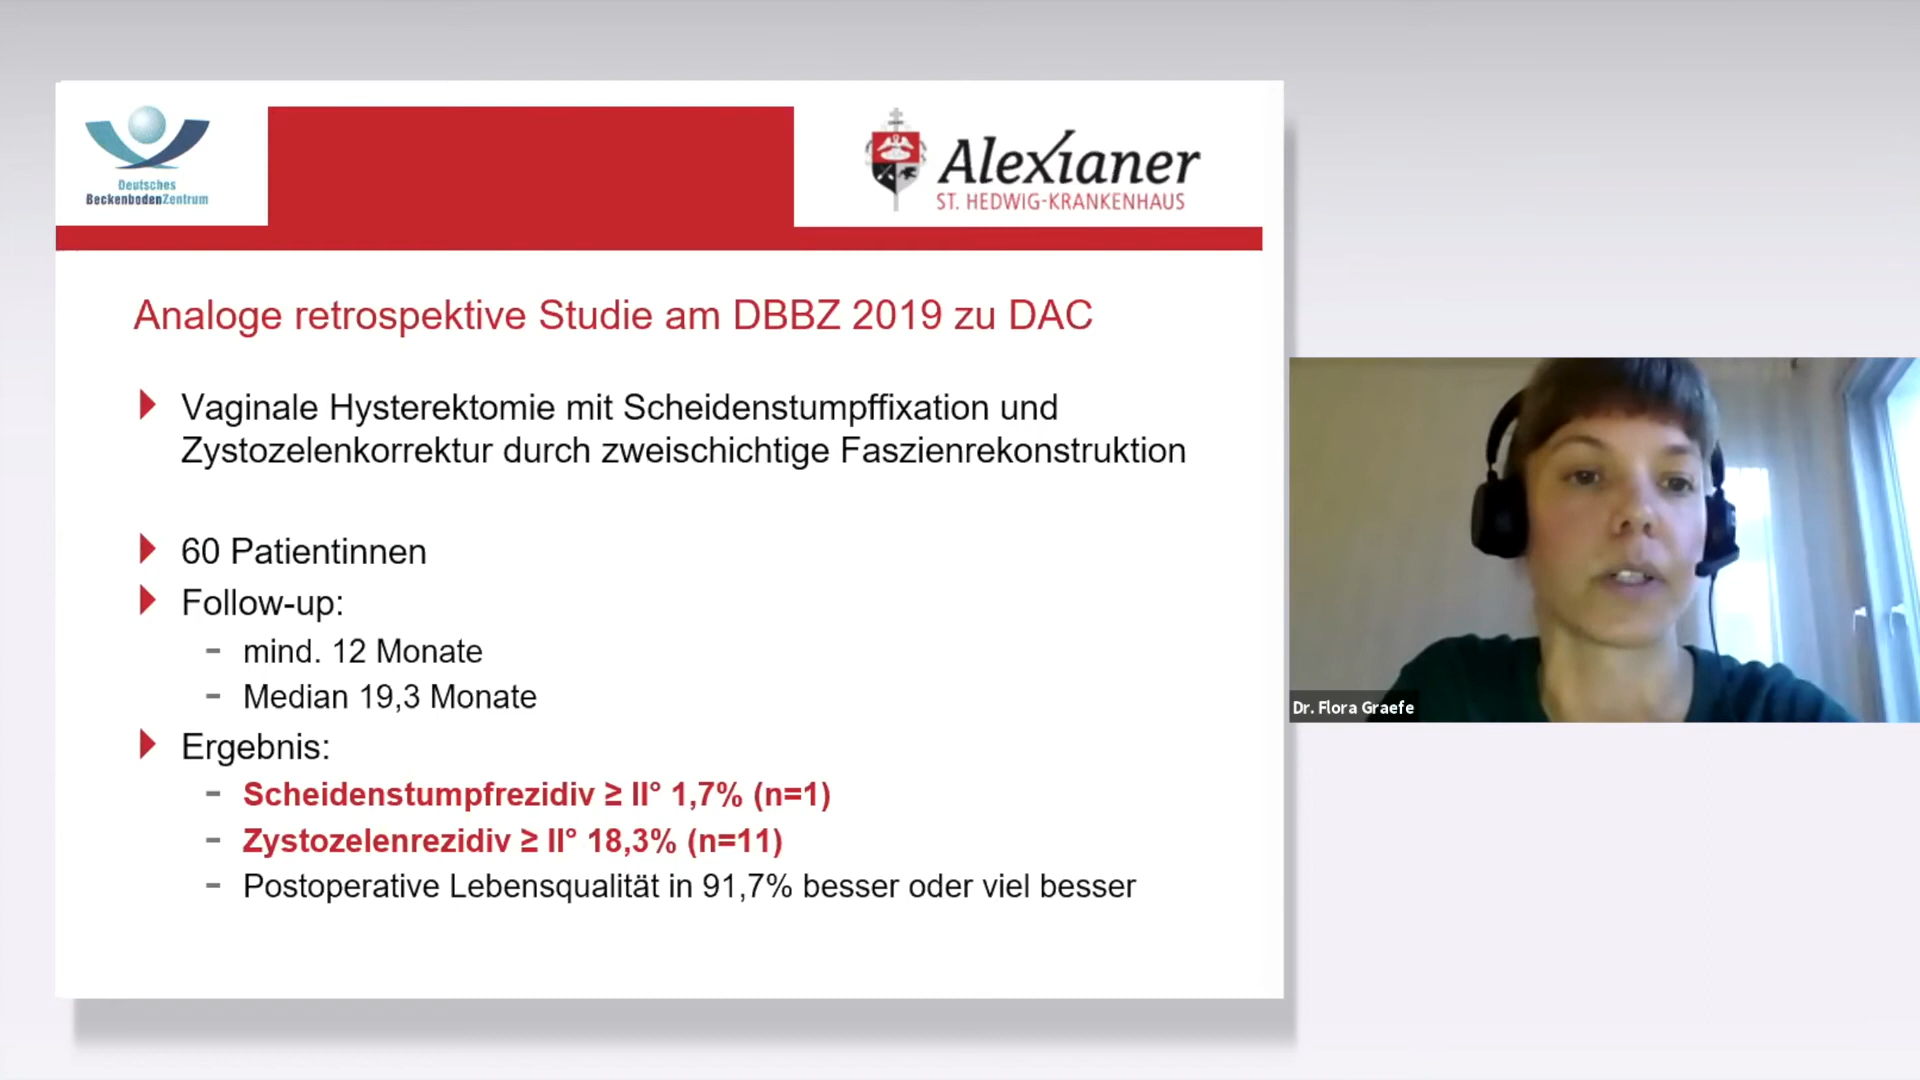 Deutsches
BeckenbodenZentrum
Alexianer
ST. HEDWIG-KRANKENHAUS
Analoge retrospektive Studie am DBBZ 2019 zu DAC
Vaginale Hysterektomie mit Scheidenstumpffixation und
Zystozelenkorrektur durch zweischichtige Faszienrekonstruktion
60 Patientinnen
Follow-up:
- mind. 12 Monate
- Median 19,3 Monate
Ergebnis:
- Scheidenstumpfrezidiv ≥ II° 1,7% (n=1)
- Zystozelenrezidiv ≥ II° 18,3% (n=11)
- Postoperative Lebensqualität in 91,7% besser oder viel besser
Dr. Flora Graefe